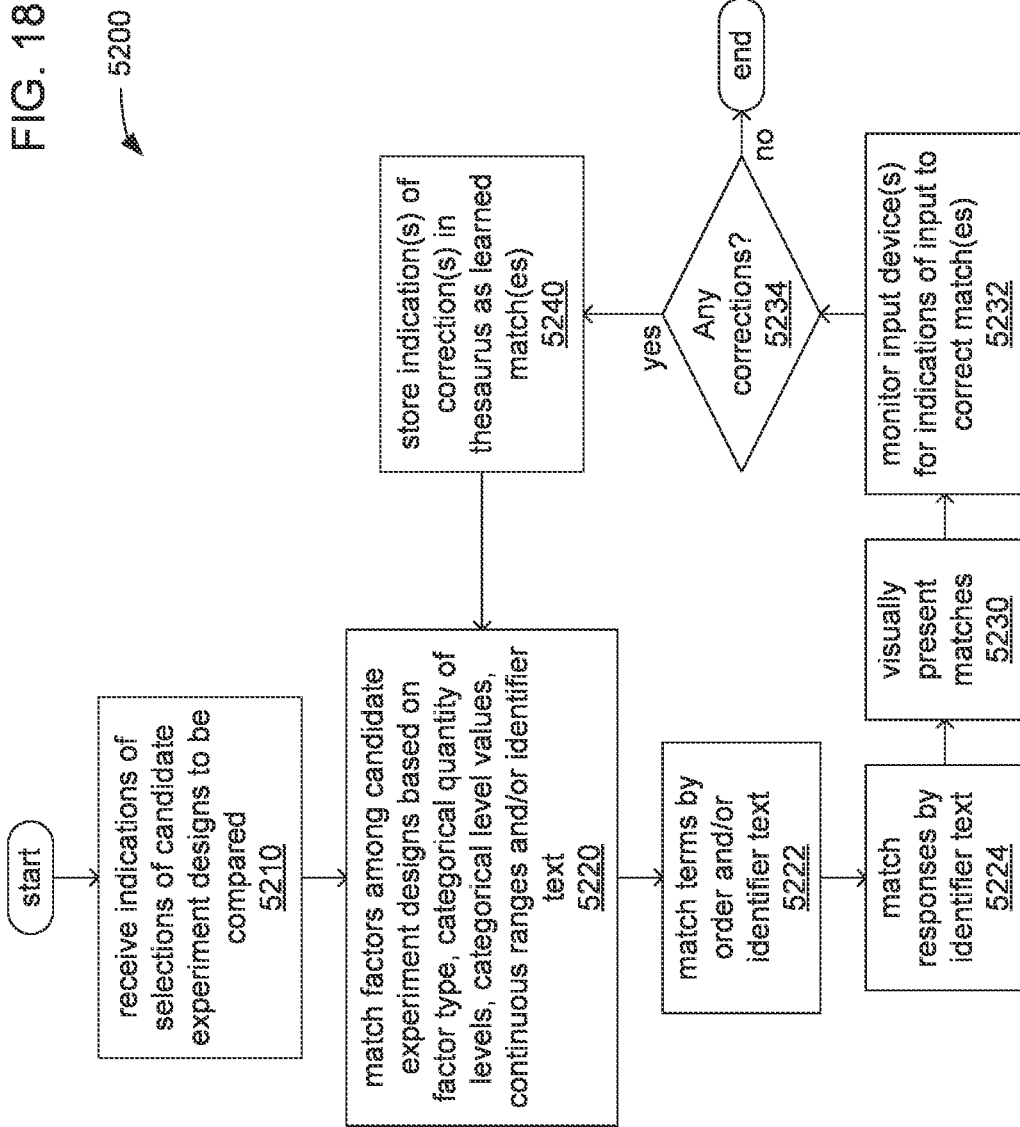 FIG. 18
5200
start
receive indications of
selections of candidate
experiment designs to be
compared
5210
match factors among candidate
experiment designs based on
factor type, categorical quantity of
levels, categorical level values,
continuous ranges and/or identifier
text
5220
match terms by
order and/or
identifier text
5222
match
responses by
identifier text
5224
visually
present
matches
5230
monitor input device(s)
for indications of input to
correct match(es)
5232
Any
corrections?
5234
yes
no
end
store indication(s) of
correction(s) in
thesaurus as learned
match(es)
5240